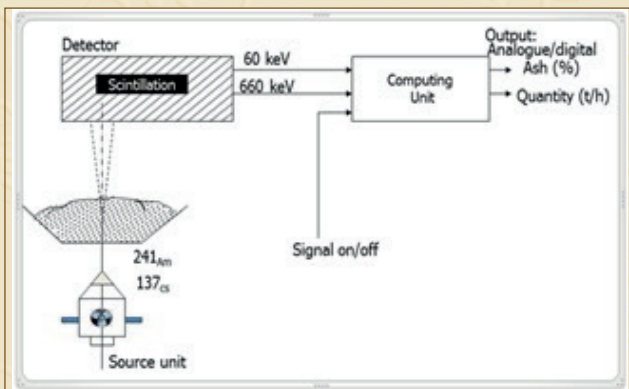 Detector
Scintillation
60 keV
660 keV
Computing
Unit
Output:
Analogue/digital
Ash (%)
Quantity (t/h)
Signal on/off
241Am
137cs
Source unit